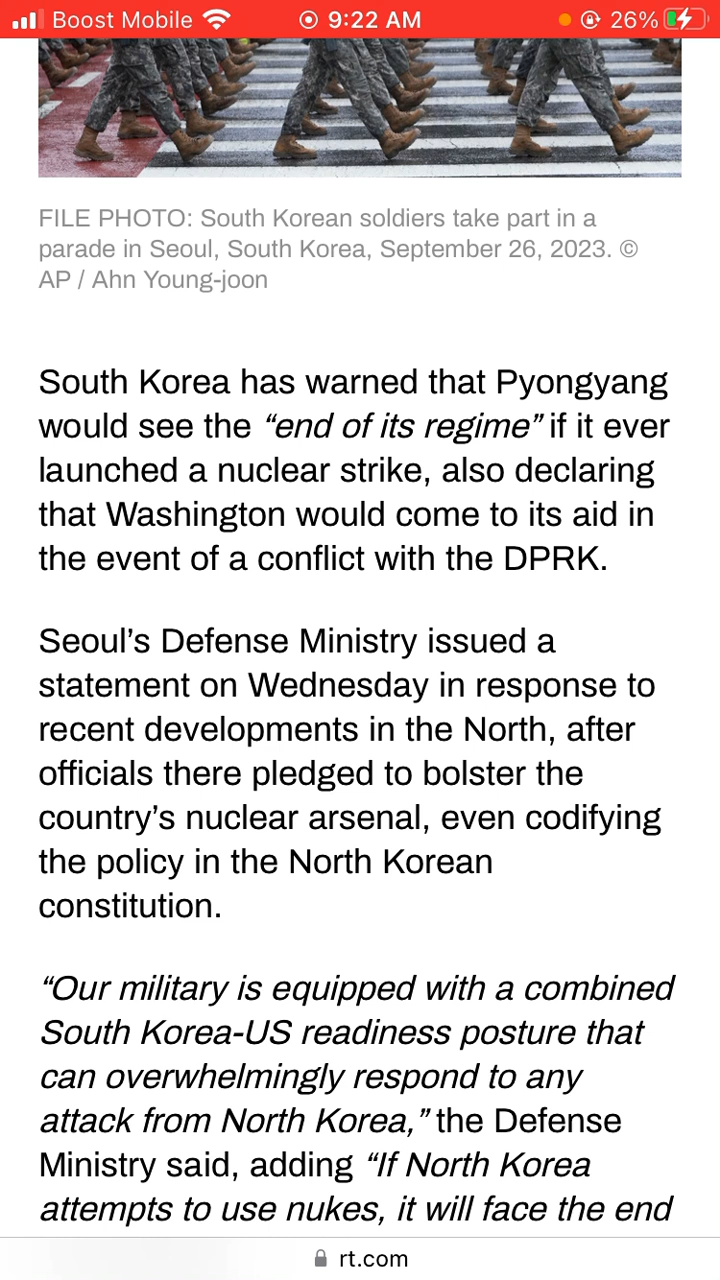 Boost Mobile 9:22 AM 26%
FILE PHOTO: South Korean soldiers take part in a
parade in Seoul, South Korea, September 26, 2023. ©
AP / Ahn Young-joon
South Korea has warned that Pyongyang
would see the “end of its regime” if it ever
launched a nuclear strike, also declaring
that Washington would come to its aid in
the event of a conflict with the DPRK.
Seoul’s Defense Ministry issued a
statement on Wednesday in response to
recent developments in the North, after
officials there pledged to bolster the
country’s nuclear arsenal, even codifying
the policy in the North Korean
constitution.
“Our military is equipped with a combined
South Korea-US readiness posture that
can overwhelmingly respond to any
attack from North Korea,” the Defense
Ministry said, adding “If North Korea
attempts to use nukes, it will face the end
rt.com